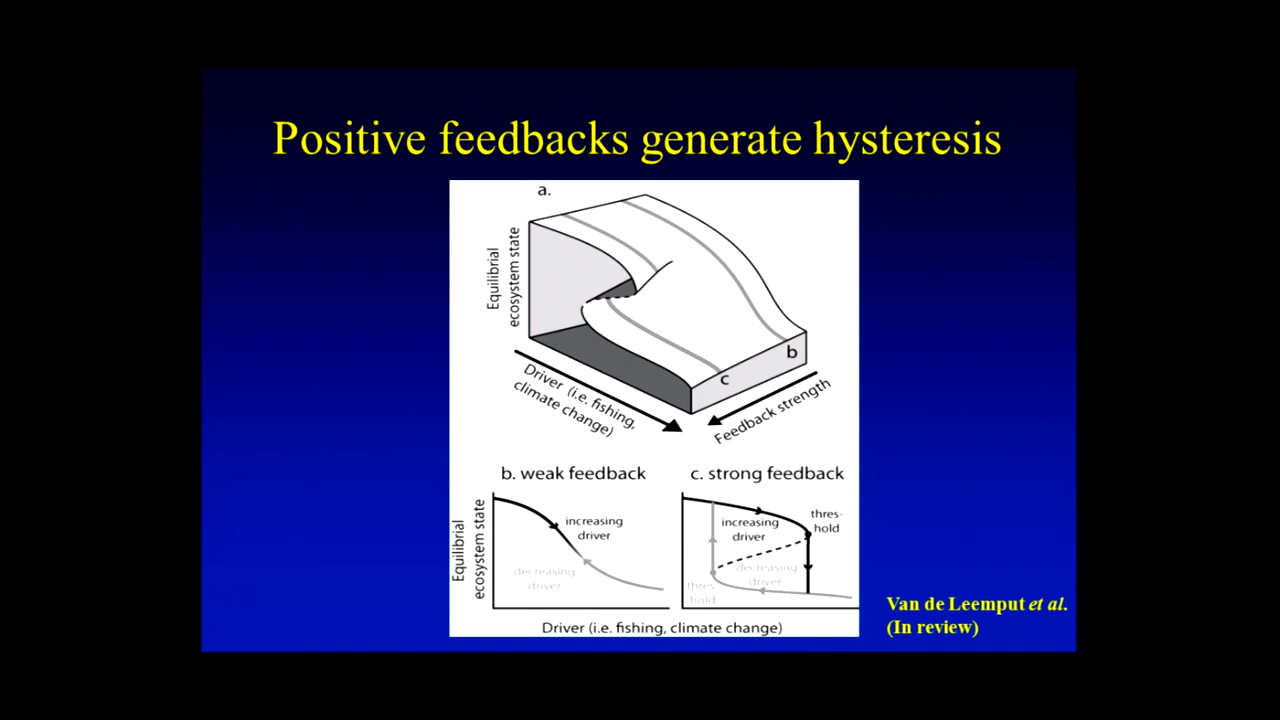 Positive feedbacks generate hysteresis
a.
Equilibrial
ecosystem state
b
c
Driver (i.e. fishing,
climate change)
Feedback strength
b. weak feedback
c. strong feedback
Equilibrial
ecosystem state
increasing
driver
decreasing
driver
increasing
driver
thres-
hold
decreasing
driver
thres
hold
Driver (i.e. fishing, climate change)
Van de Leemput et al.
(In review)